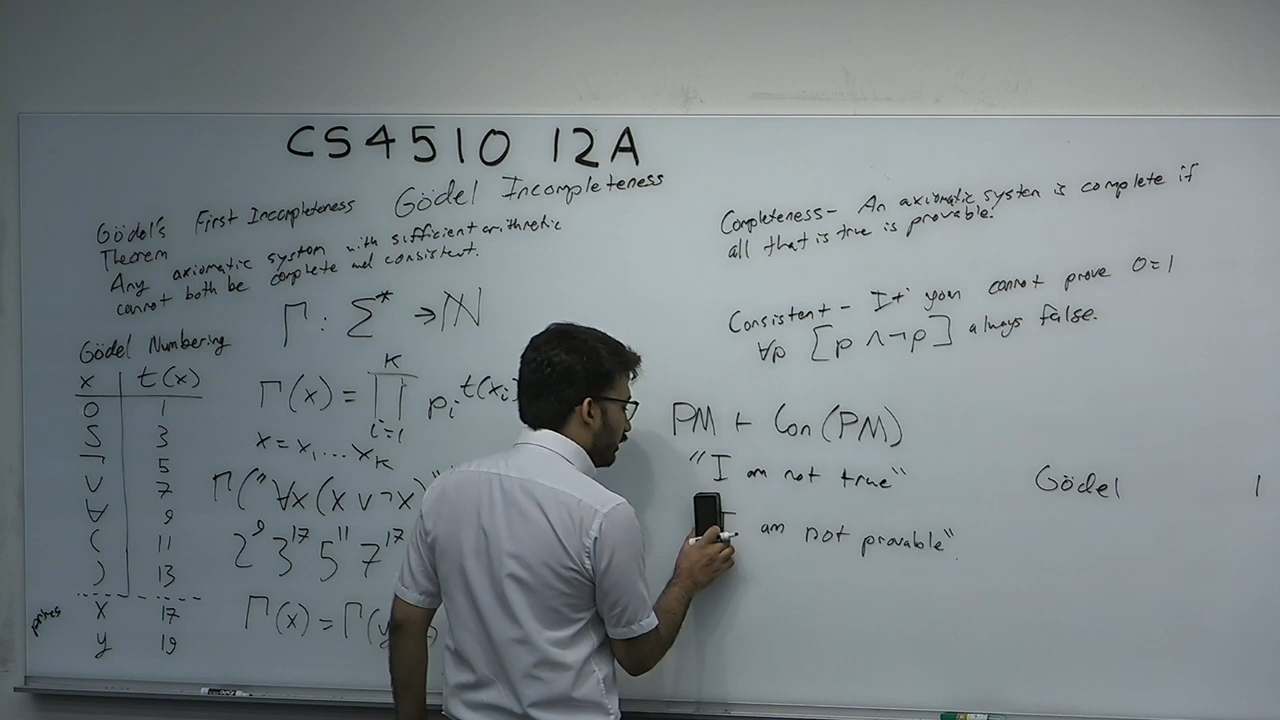 CS4510 12A
Gödel Incompleteness
Gödel's First Incompleteness
Theorem
Any axiomatic system with sufficient arithmetic
cannot both be complete and consistent.
Γ: Σ* → ℕ
Gödel Numbering
x t(x)
0 1
S 3
¬ 5
∨ 7
∀ 9
( 11
) 13
primes
x 17
y 19
Γ(x) = ∏ᵢ₌₁ᴷ pᵢ^t(xᵢ)
x = x₁ ... x_K
Γ("∀x(x ∨ ¬x)"
2⁹ 3¹⁷ 5¹¹ 7¹⁷
Γ(x) = Γ(
Completeness - An axiomatic system is complete if
all that is true is provable.
Consistent - If you cannot prove 0=1
∀p [p ∧ ¬p] always false.
PM ⊢ Con(PM)
"I am not true"
am not provable".
Gödel 1